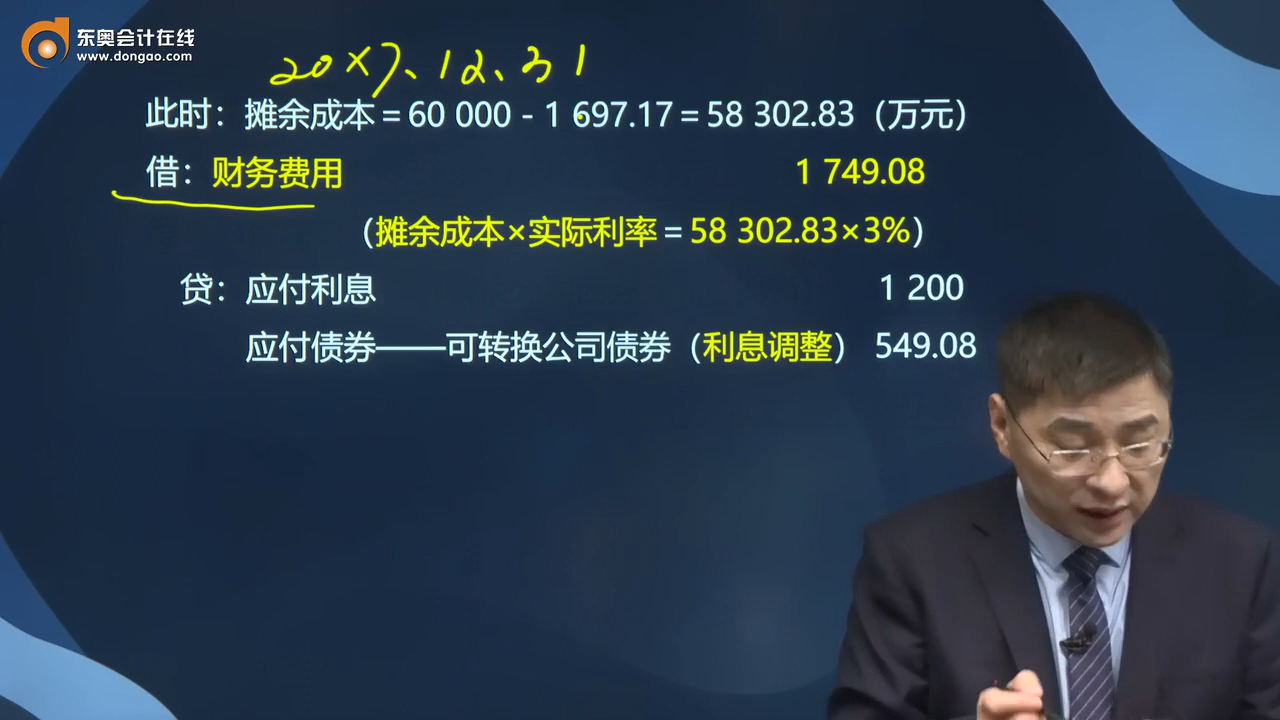 东奥会计在线
www.dongao.com
20×7、12、31
此时：摊余成本=60 000-1 697.17=58 302.83（万元）
借：财务费用 1 749.08
（摊余成本×实际利率=58 302.83×3%）
贷：应付利息 1 200
应付债券——可转换公司债券（利息调整） 549.08